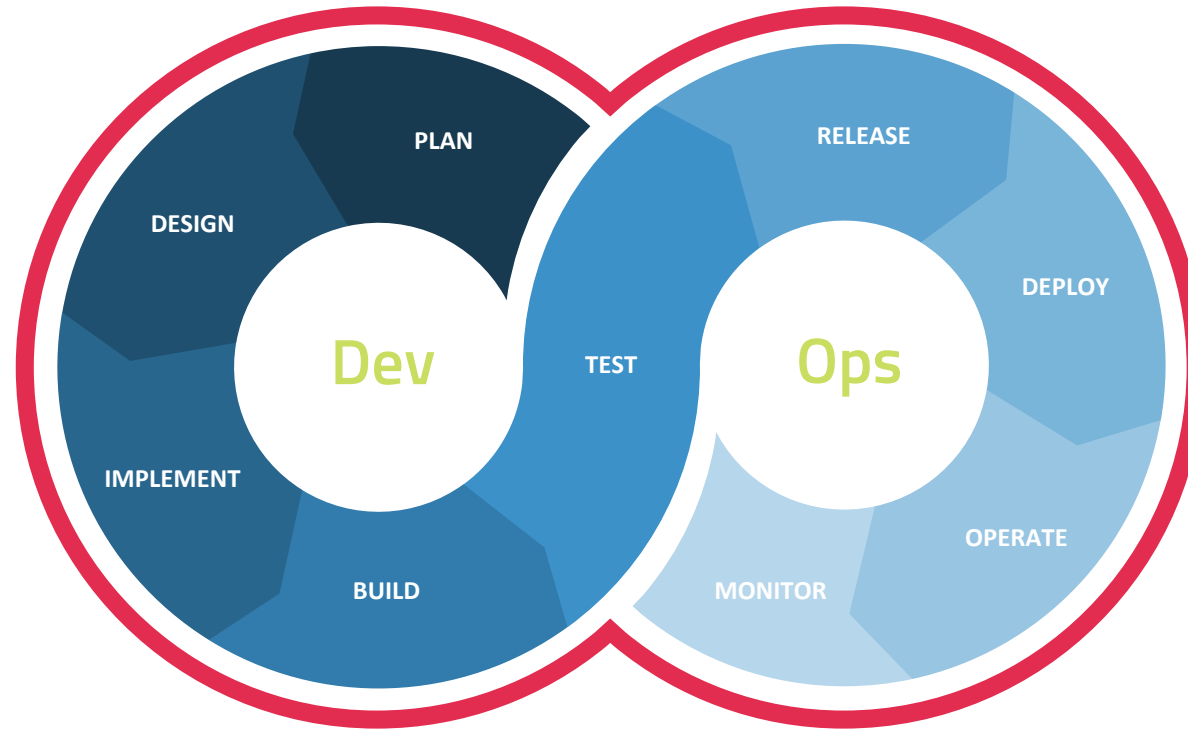 PLAN
DESIGN
IMPLEMENT
BUILD
TEST
RELEASE
DEPLOY
OPERATE
MONITOR
Dev
Ops